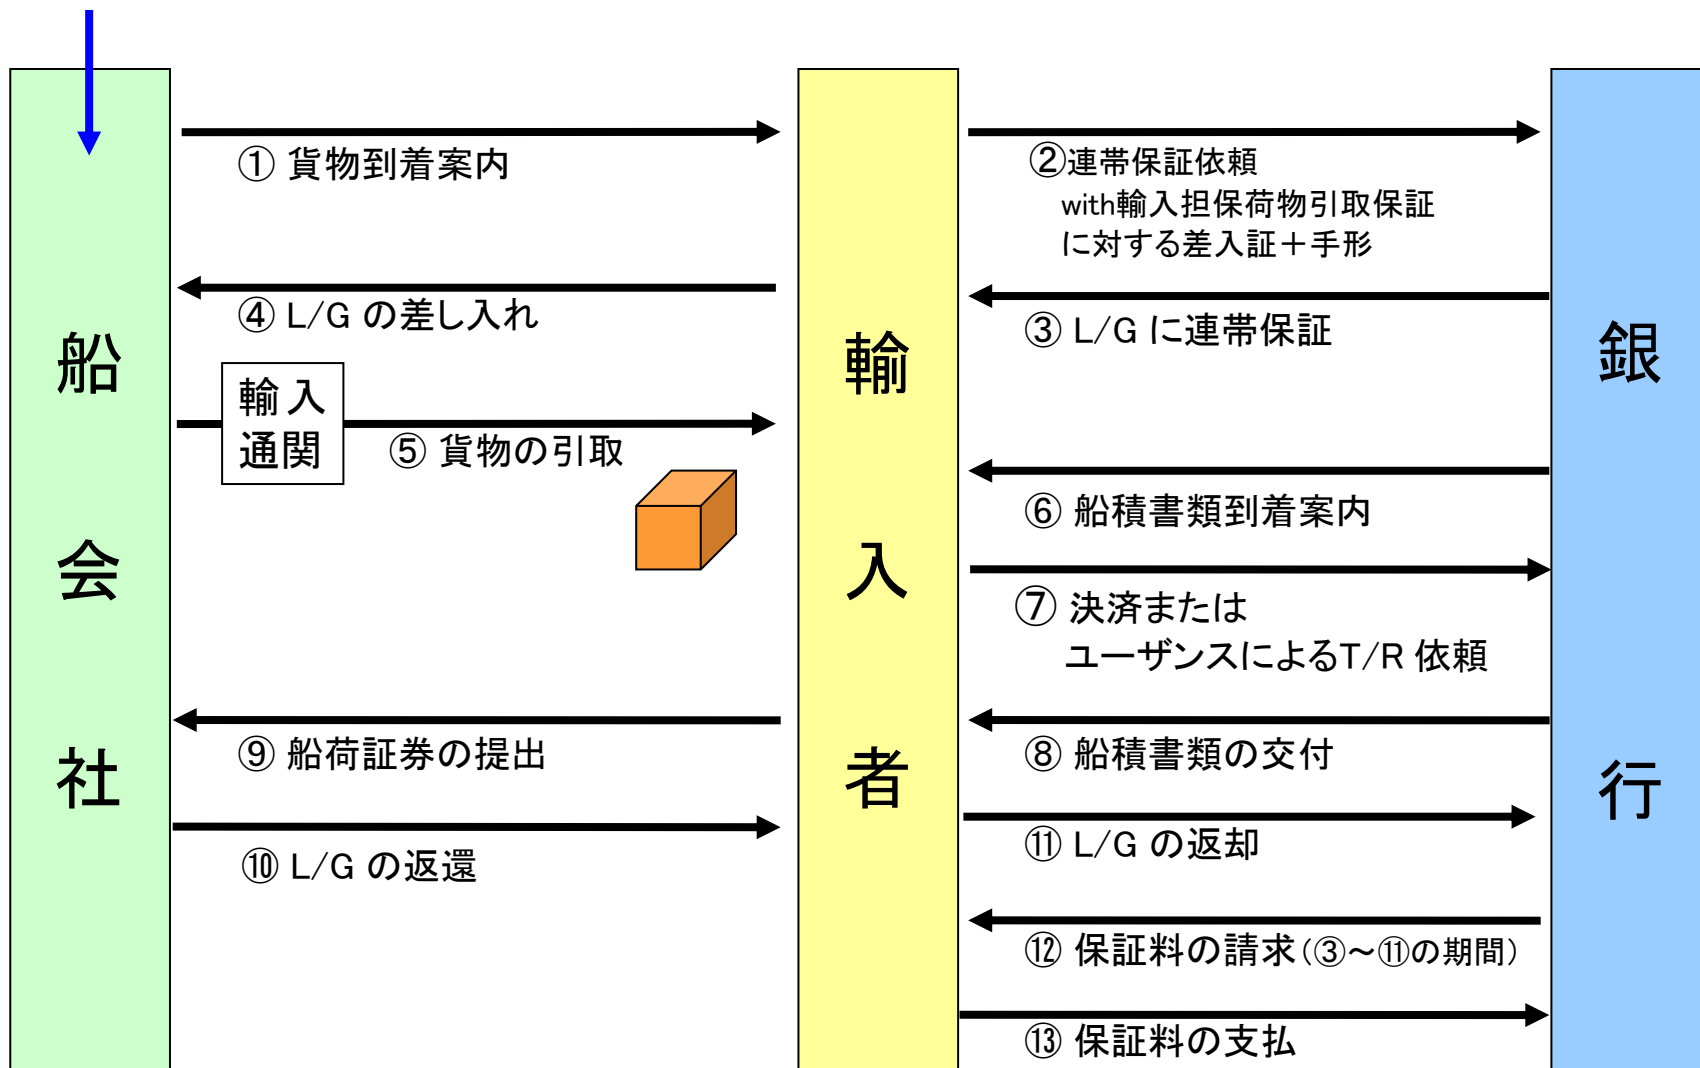 船会社
輸入者
銀行
① 貨物到着案内
②連帯保証依頼
with輸入担保荷物引取保証
に対する差入証＋手形
③ L/G に連帯保証
④ L/G の差し入れ
輸入
通関
⑤ 貨物の引取
⑥ 船積書類到着案内
⑦ 決済または
ユーザンスによるT/R 依頼
⑧ 船積書類の交付
⑨ 船荷証券の提出
⑩ L/G の返還
⑪ L/G の返却
⑫ 保証料の請求（③～⑪の期間）
⑬ 保証料の支払